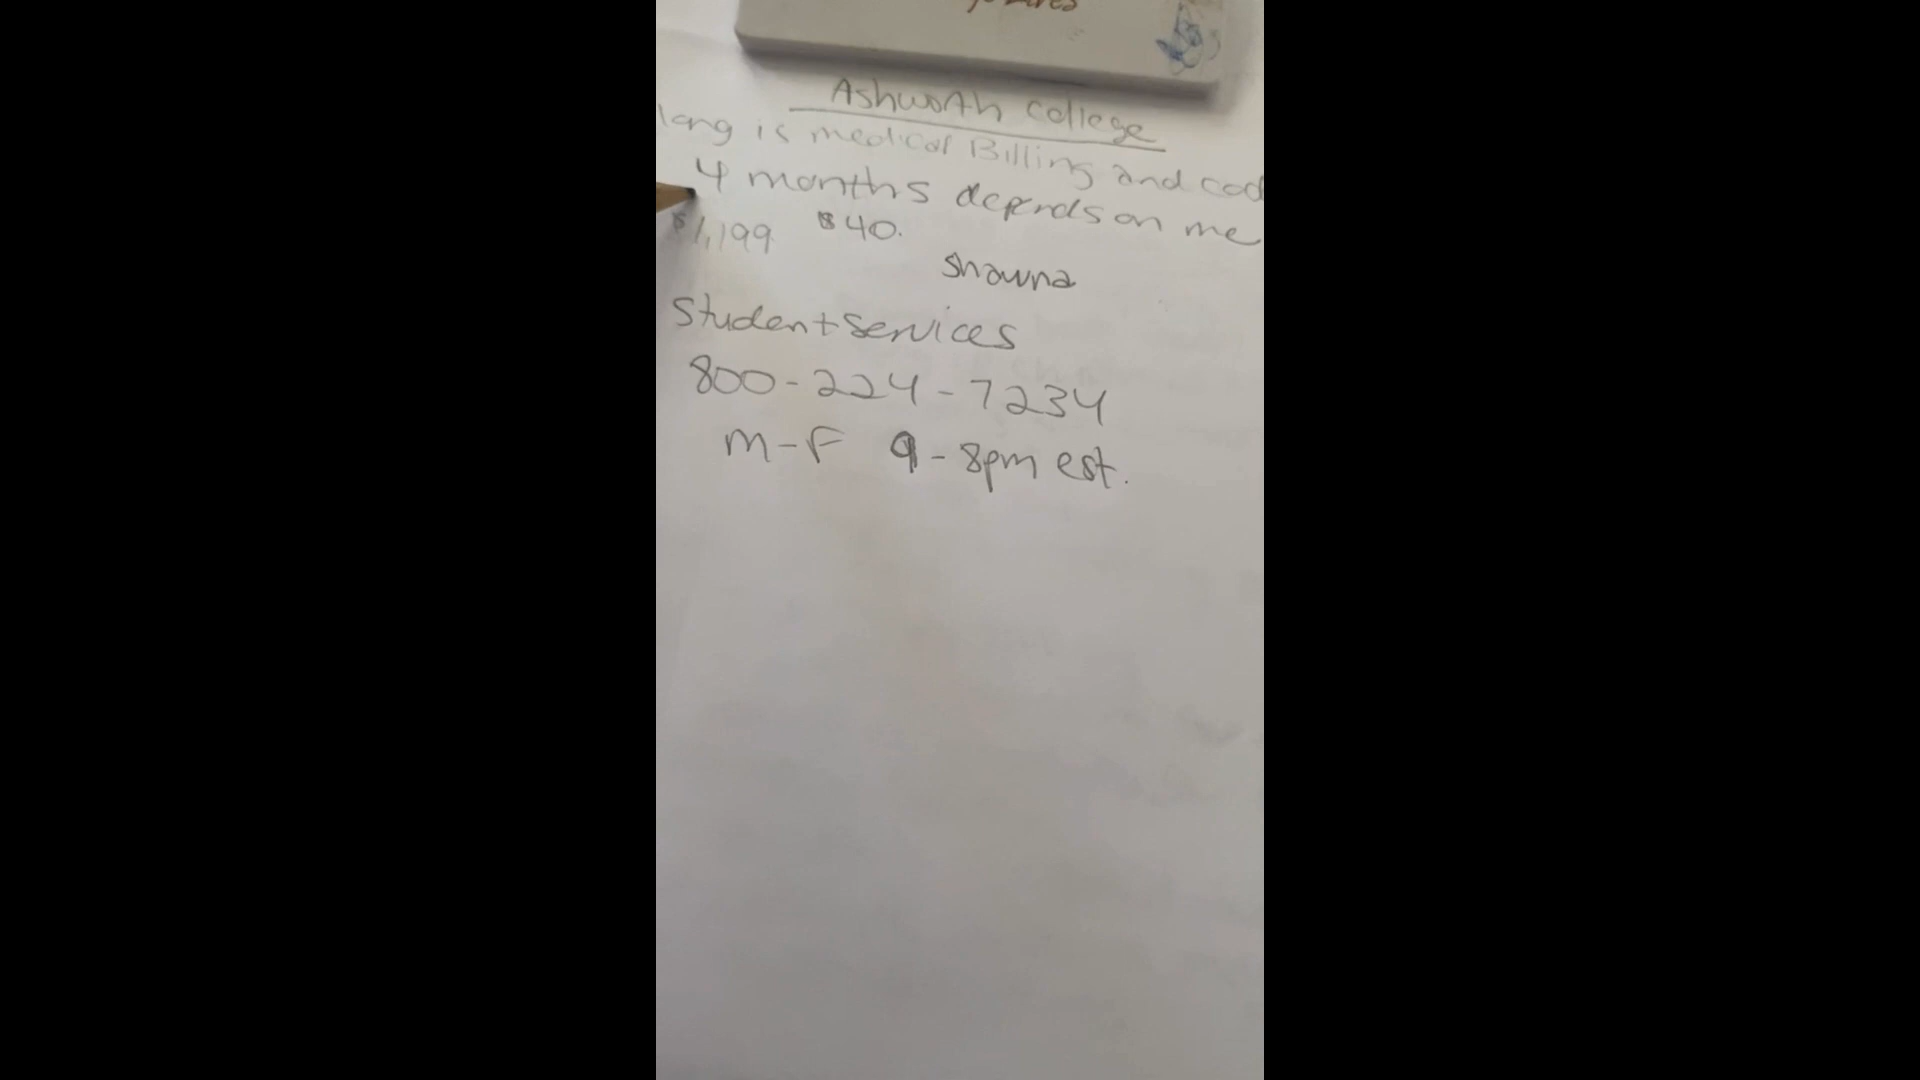 Ashworth college
long is medical Billing and cod
4 months depends on me
$1,199 $40.
Shawna
Student Services
800-224-7234
M-F 9-8pm est.